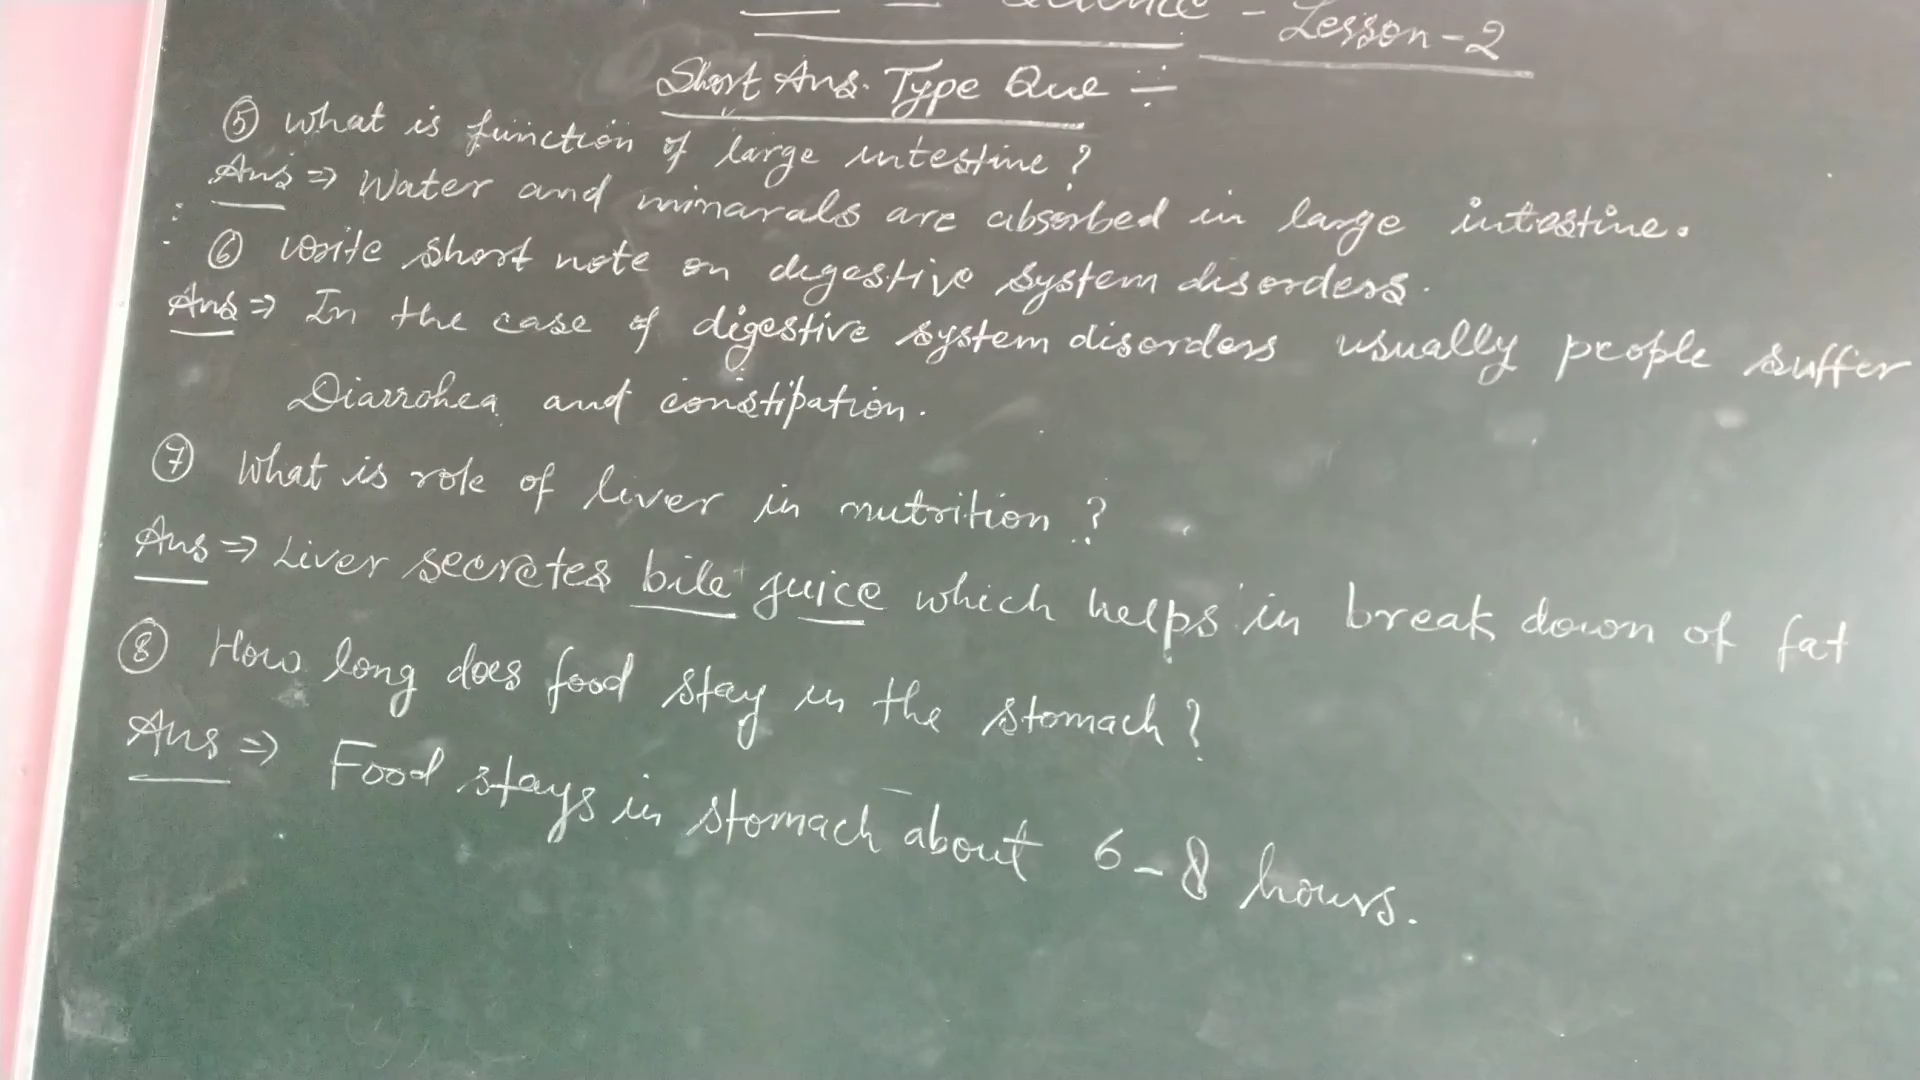 Science - Lesson-2
Short Ans. Type Que ÷
⑤ What is function of large intestine?
Ans ⇒ Water and minarals are absorbed in large intestine.
⑥ Write short note on digestive system disorders.
Ans ⇒ In the case of digestive system disorders usually people suffer
Diarrohea and constipation.
⑦ What is role of liver in nutrition?
Ans ⇒ Liver secretes bile juice which helps in break down of fat
⑧ How long does food stay in the stomach?
Ans ⇒ Food stays in stomach about 6-8 hours.